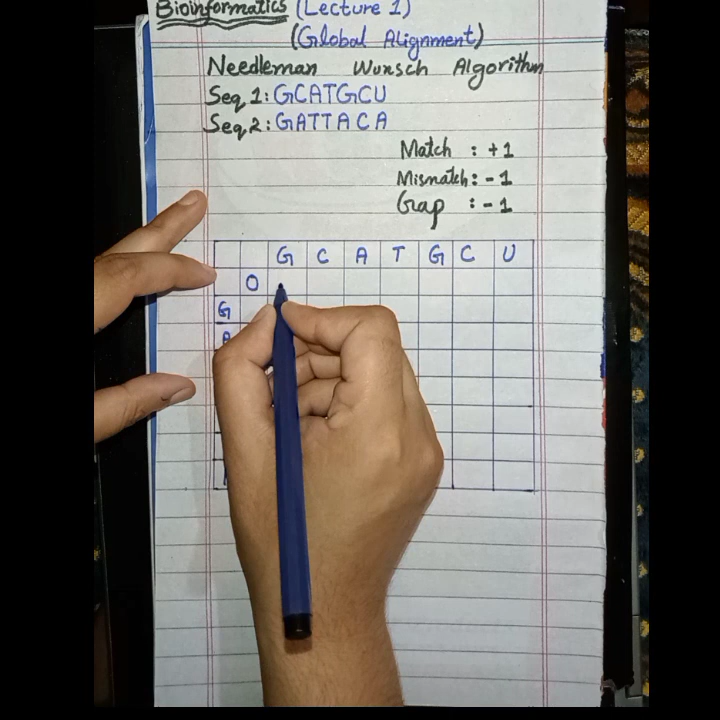 Bioinformatics (Lecture 1)
(Global Alignment)
Needleman Wunsch Algorithm
Seq.1: GCATGCU
Seq.2: GATTACA
Match : +1
Mismatch : -1
Gap : -1
G C A T G C U
0
G
A